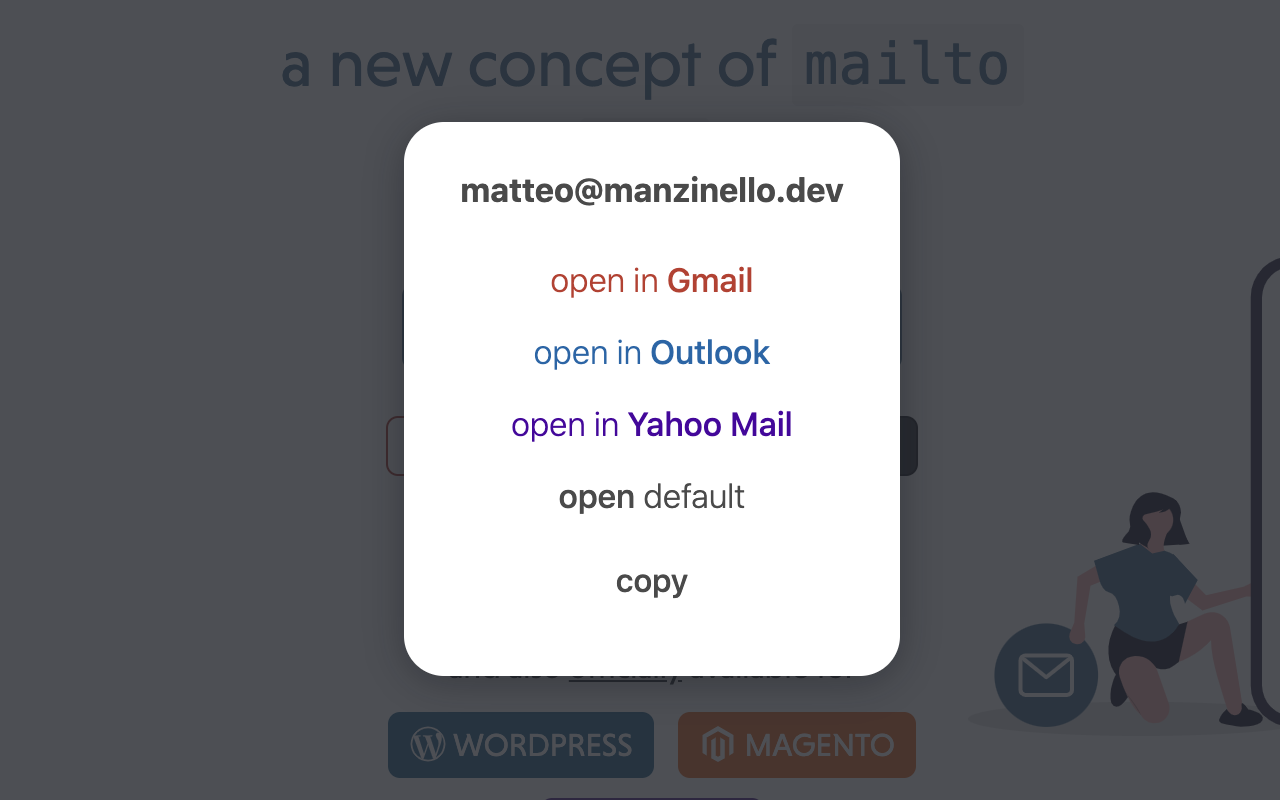 a new concept of mailto
matteo@manzinello.dev
open in Gmail
open in Outlook
open in Yahoo Mail
open default
copy
WORDPRESS
MAGENTO